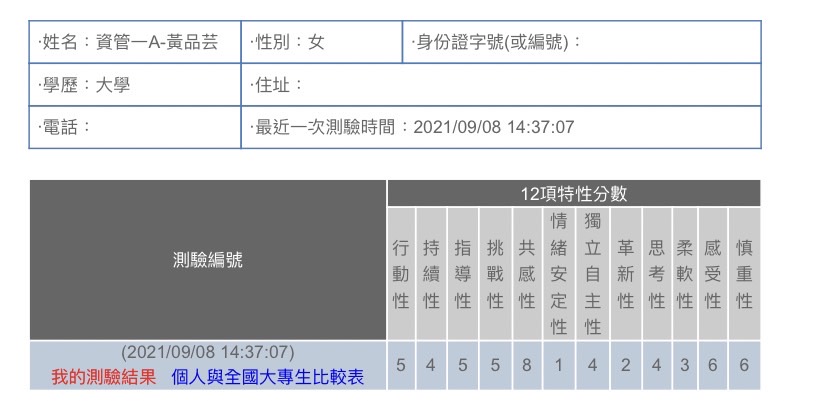 ·姓名：資管一A-黃品芸 ·性別：女 ·身份證字號(或編號)：
·學歷：大學 ·住址：
·電話： ·最近一次測驗時間：2021/09/08 14:37:07
測驗編號
12項特性分數
行動性 持續性 指導性 挑戰性 共感性 情緒安定性 獨立自主性 革新性 思考性 柔軟性 感受性 慎重性
(2021/09/08 14:37:07)
我的測驗結果 個人與全國大專生比較表
5 4 5 5 8 1 4 2 4 3 6 6